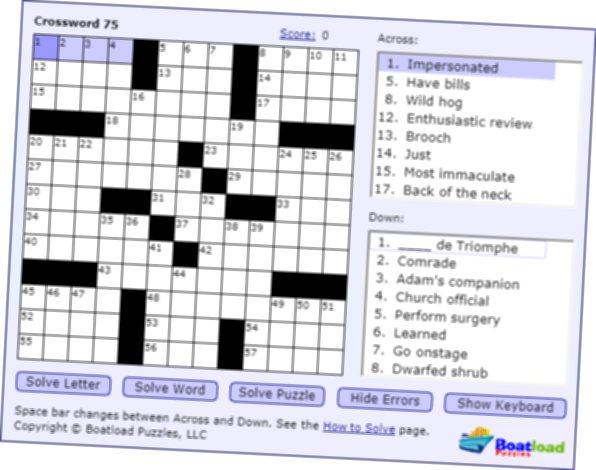 Crossword 75
Score: 0
1 2 3 4 5 6 7 8 9 10 11
12 13 14
15 16 17
18 19
20 21 22 23 24 25 26
27 28 29
30 31 32 33
34 35 36 37 38 39
40 41 42
43 44
45 46 47 48 49 50 51
52 53 54
55 56 57
Across:
1. Impersonated
5. Have bills
8. Wild hog
12. Enthusiastic review
13. Brooch
14. Just
15. Most immaculate
17. Back of the neck
Down:
1. ____ de Triomphe
2. Comrade
3. Adam's companion
4. Church official
5. Perform surgery
6. Learned
7. Go onstage
8. Dwarfed shrub
Solve Letter Solve Word Solve Puzzle Hide Errors Show Keyboard
Space bar changes between Across and Down. See the How to Solve page.
Copyright © Boatload Puzzles, LLC
Boatload
Puzzles